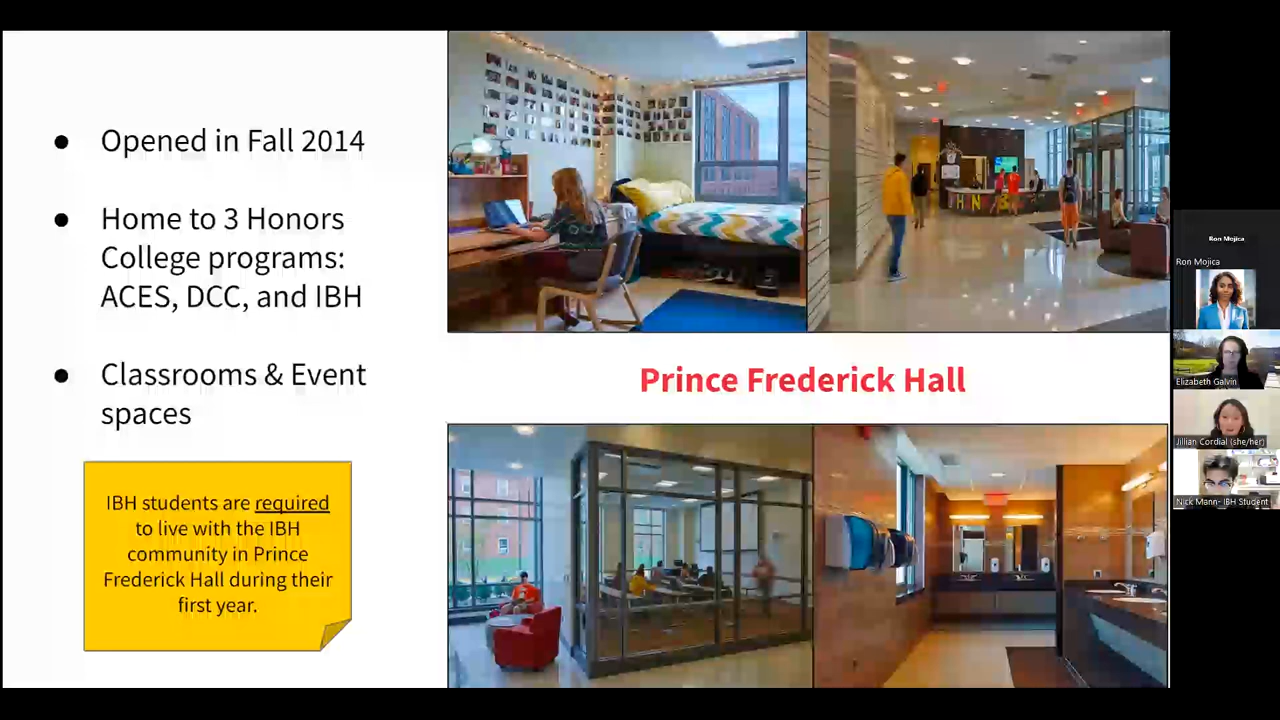 Opened in Fall 2014
Home to 3 Honors
College programs:
ACES, DCC, and IBH
Classrooms & Event
spaces
IBH students are required
to live with the IBH
community in Prince
Frederick Hall during their
first year.
Prince Frederick Hall
Ron Mojica
Ron Mojica
Elizabeth Galvin
Jillian Cordial (she/her)
Nick Mann- IBH Student